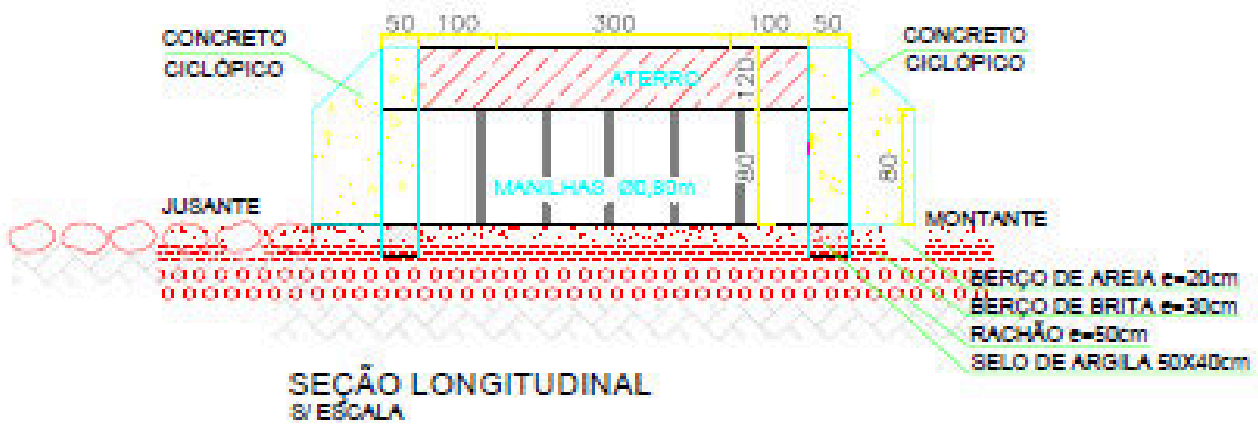 50 100 300 100 50
CONCRETO
CICLÓPICO
CONCRETO
CICLÓPICO
ATERRO
120
80
80
MANILHAS Ø0,80m
JUSANTE
MONTANTE
BERÇO DE AREIA e=20cm
BERÇO DE BRITA e=30cm
RACHÃO e=50cm
SELO DE ARGILA 50X40cm
SEÇÃO LONGITUDINAL
S/ ESCALA